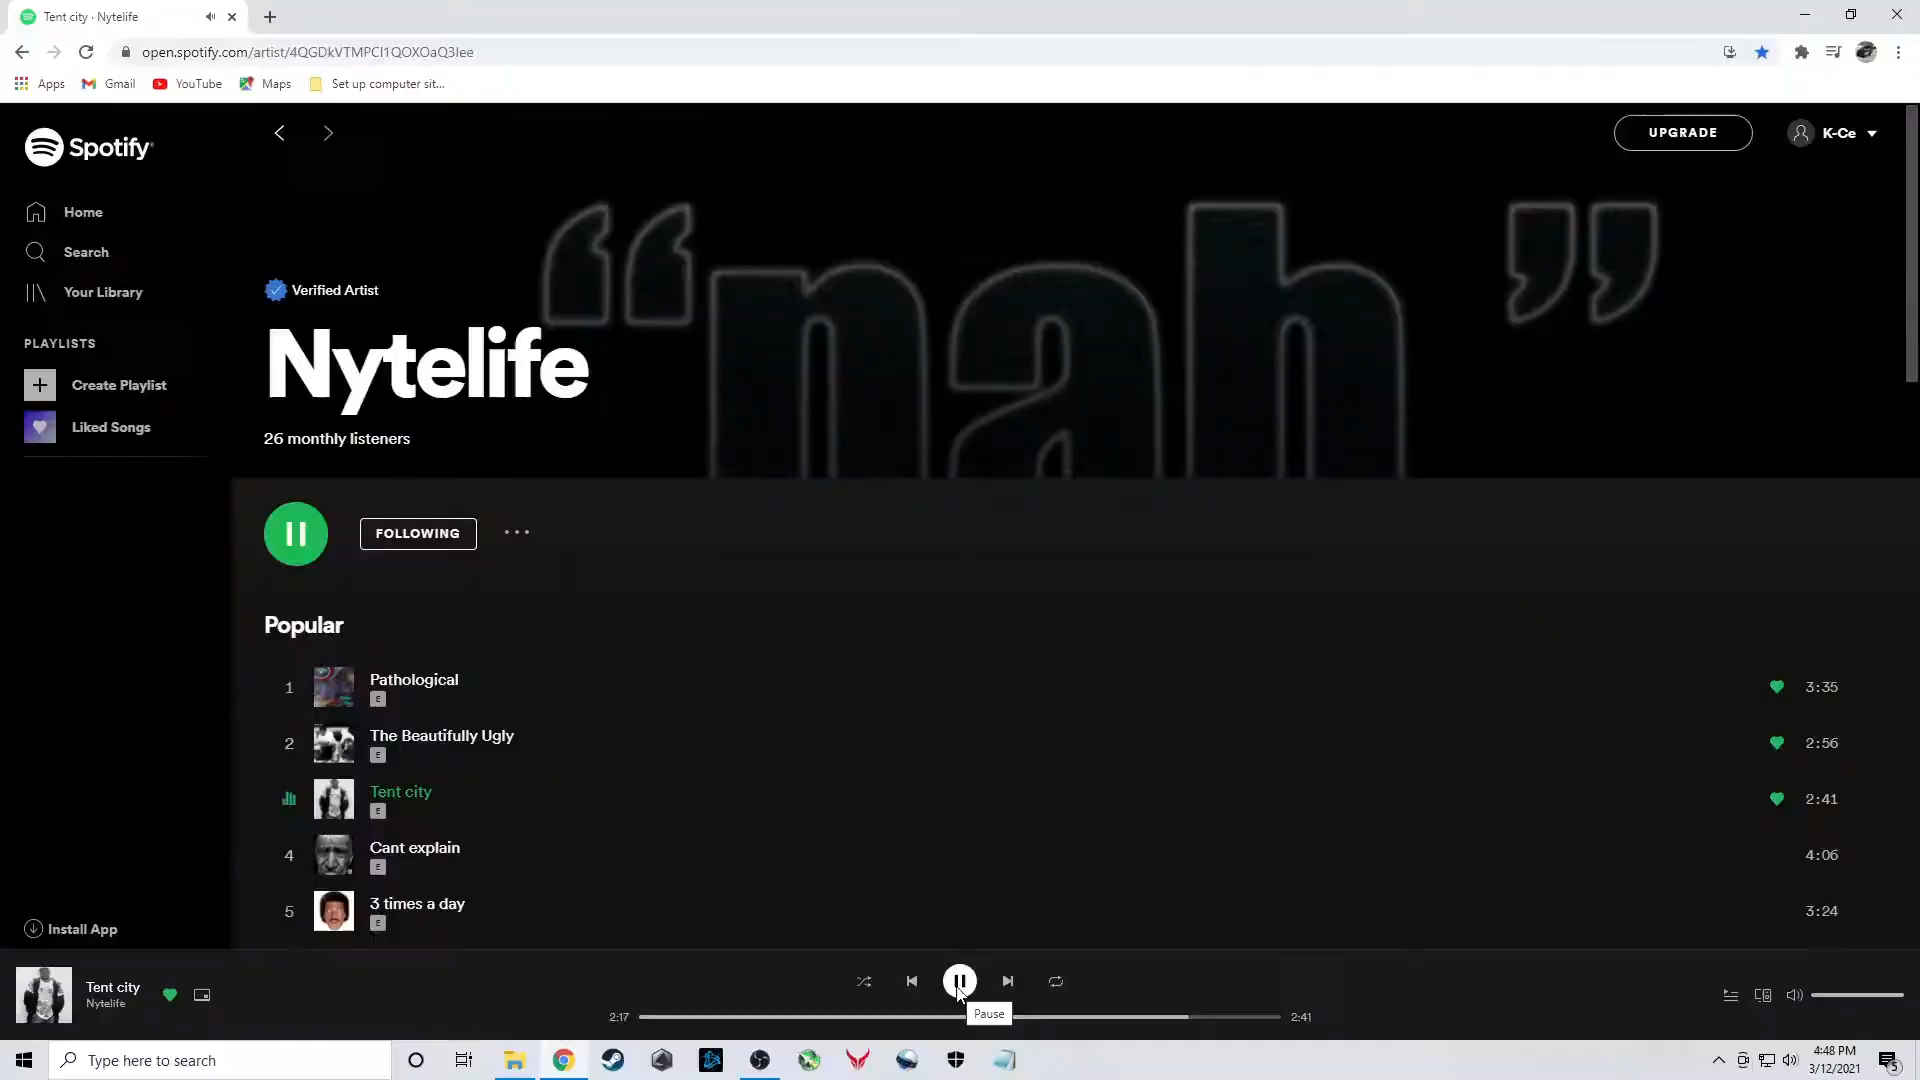 Tent city · Nytelife
open.spotify.com/artist/4QGDkVTMPCI1QOXOaQ3Iee
Apps
Gmail
YouTube
Maps
Set up computer sit...
Spotify
UPGRADE
K-Ce
Home
Search
Your Library
PLAYLISTS
Create Playlist
Liked Songs
“nah”
Verified Artist
Nytelife
26 monthly listeners
FOLLOWING
Popular
1 Pathological 3:35
E
2 The Beautifully Ugly 2:56
E
Tent city 2:41
E
4 Cant explain 4:06
E
5 3 times a day 3:24
E
Install App
Tent city
Nytelife
2:17
2:41
Pause
Type here to search
4:48 PM
3/12/2021
5